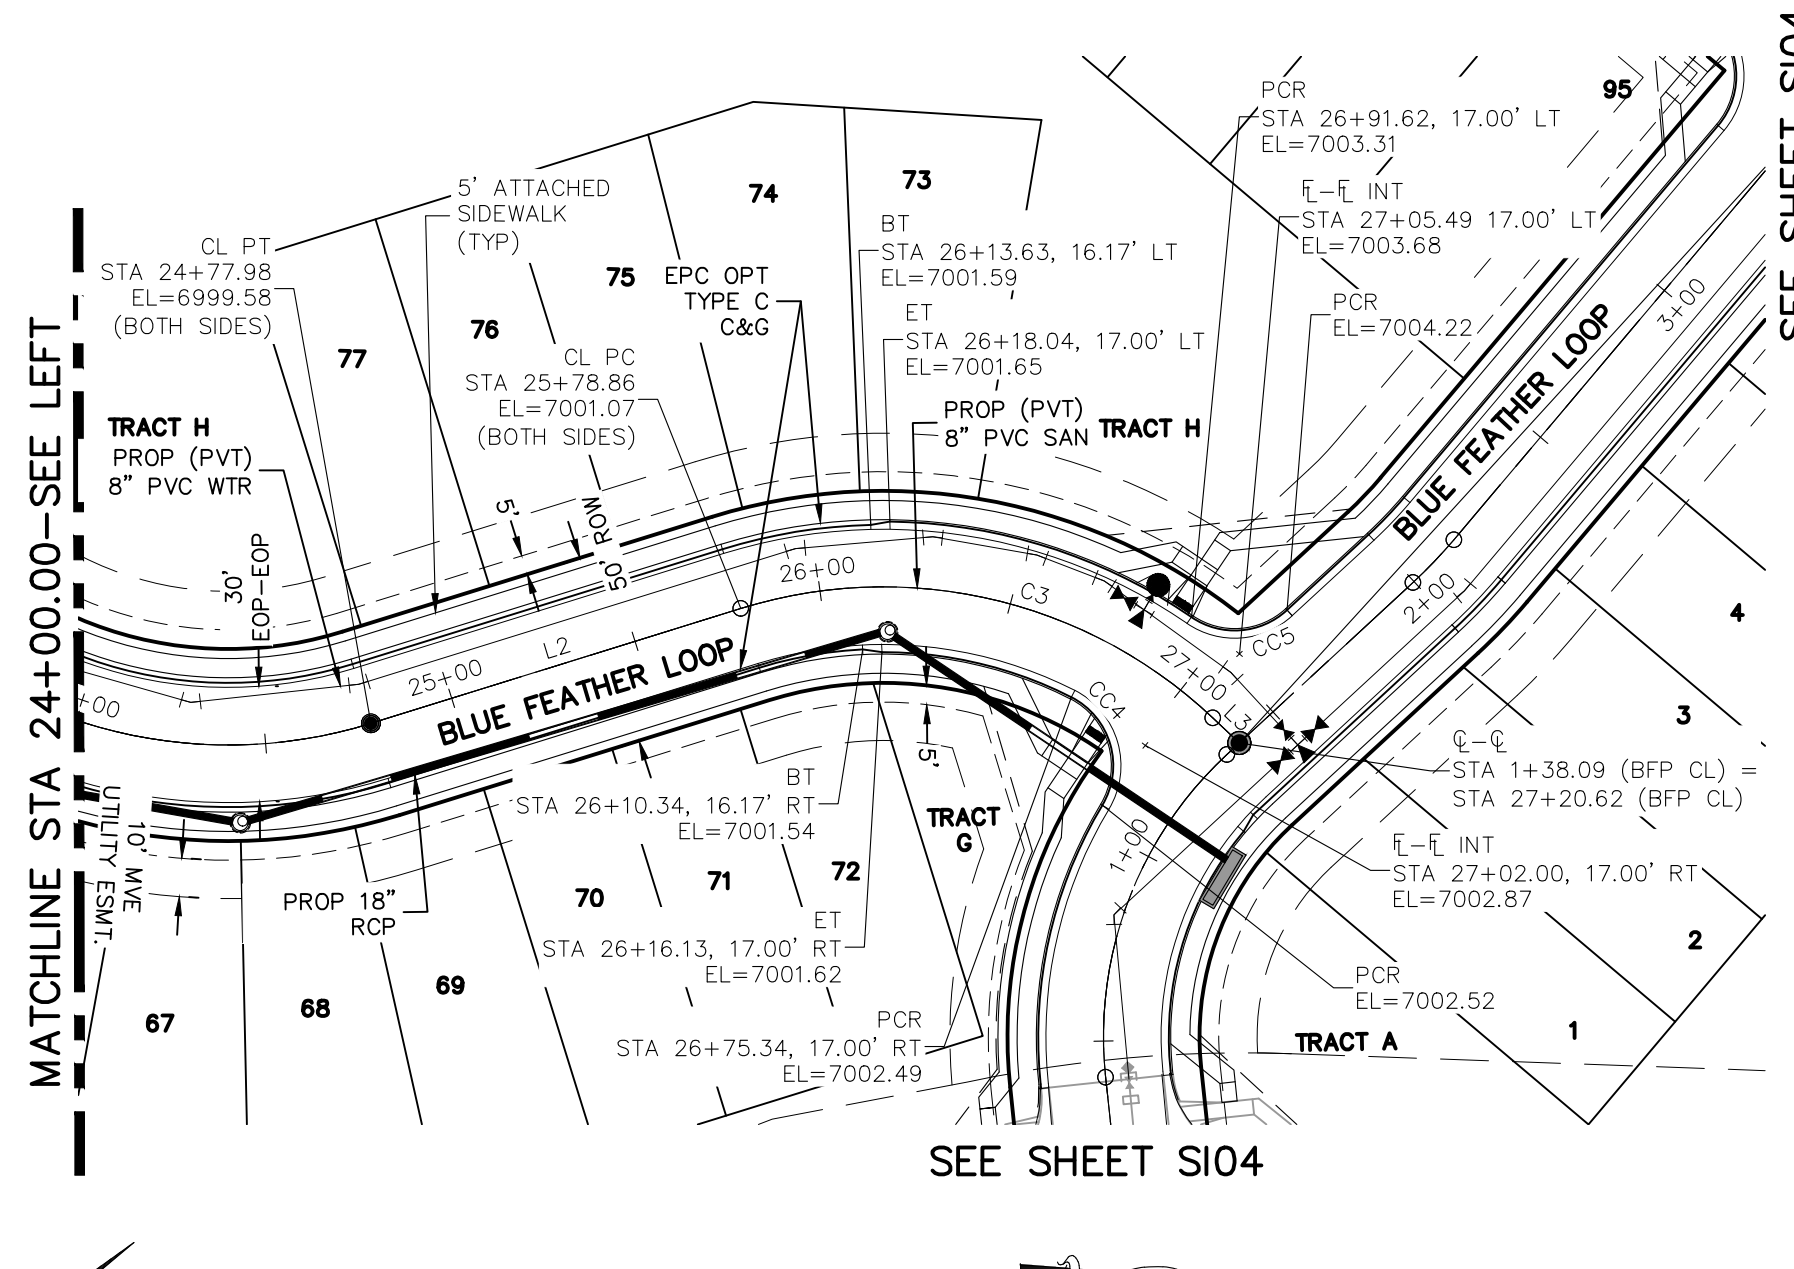 PCR
STA 26+91.62, 17.00' LT
EL=7003.31
95
SEE SHEET SI04
FL-FL INT
STA 27+05.49 17.00' LT
EL=7003.68
PCR
EL=7004.22
5' ATTACHED
SIDEWALK
(TYP)
74
73
BT
STA 26+13.63, 16.17' LT
EL=7001.59
ET
STA 26+18.04, 17.00' LT
EL=7001.65
CL PT
STA 24+77.98
EL=6999.58
(BOTH SIDES)
75
EPC OPT
TYPE C
C&G
76
77
CL PC
STA 25+78.86
EL=7001.07
(BOTH SIDES)
PROP (PVT)
8" PVC SAN
TRACT H
TRACT H
PROP (PVT)
8" PVC WTR
MATCHLINE STA 24+00.00-SEE LEFT
30'
EOP-EOP
5'
50' ROW
+00
25+00
L2
26+00
C3
27+00
L3
CC5
CC4
BLUE FEATHER LOOP
BLUE FEATHER LOOP
3+00
2+00
1+00
4
3
2
1
CL-CL
STA 1+38.09 (BFP CL) =
STA 27+20.62 (BFP CL)
FL-FL INT
STA 27+02.00, 17.00' RT
EL=7002.87
PCR
EL=7002.52
TRACT A
5'
BT
STA 26+10.34, 16.17' RT
EL=7001.54
TRACT
G
10' MVE
UTILITY ESMT.
PROP 18"
RCP
70
71
72
ET
STA 26+16.13, 17.00' RT
EL=7001.62
67
68
69
PCR
STA 26+75.34, 17.00' RT
EL=7002.49
SEE SHEET SI04